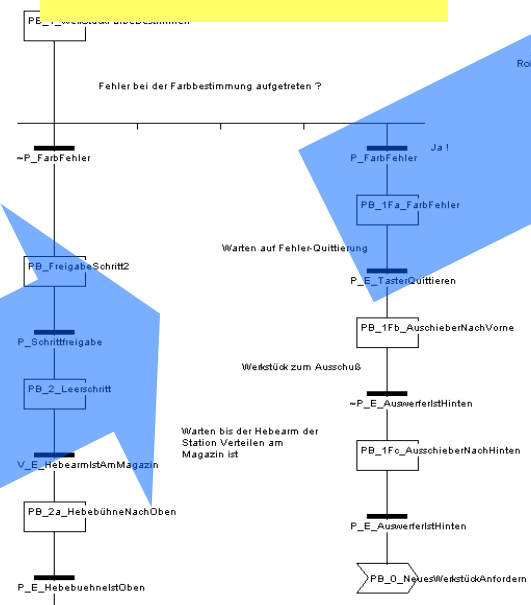 Fehler bei der Farbbestimmung aufgetreten ?
~P_FarbFehler
P_FarbFehler
Ja !
PB_1Fa_FarbFehler
Warten auf Fehler-Quittierung
PB_FreigabeSchritt2
P_E_TasterQuittieren
PB_1Fb_AuschieberNachVorne
P_Schrittfreigabe
Werkstück zum Ausschuß
PB_2_Leerschritt
~P_E_AuswerferIstHinten
Warten bis der Hebearm der
Station Verteilen am
Magazin ist
PB_1Fc_AusschieberNachHinten
V_E_HebearmIstAmMagazin
PB_2a_HebebühneNachOben
P_E_AuswerferIstHinten
P_E_HebebuehneIstOben
PB_0_NeuesWerkstückAnfordern